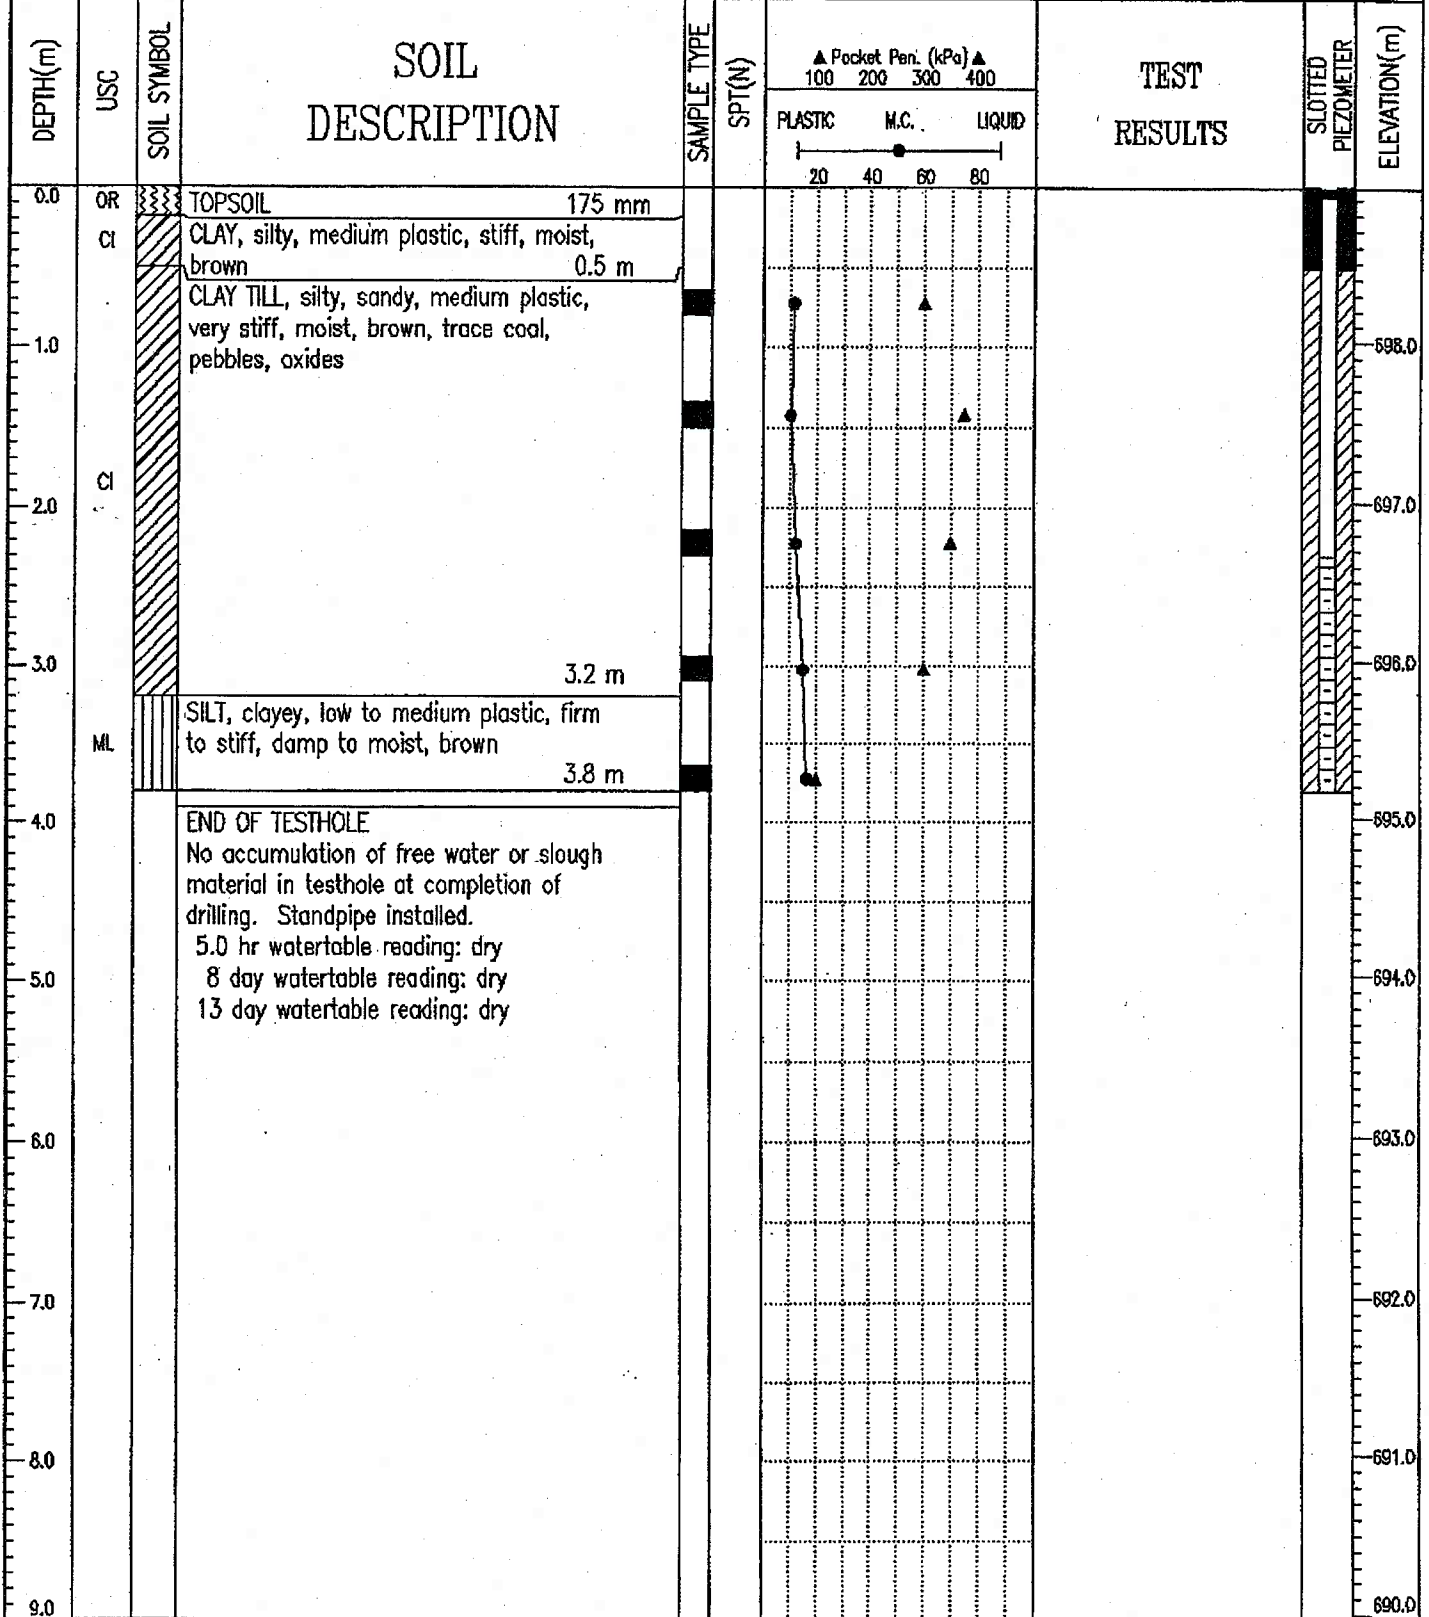 DEPTH(m)
USC
SOIL SYMBOL
SOIL
DESCRIPTION
SAMPLE TYPE
SPT(N)
▲ Pocket Pen. (kPa) ▲
100 200 300 400
PLASTIC M.C. LIQUID
20 40 60 80
TEST
RESULTS
SLOTTED
PIEZOMETER
ELEVATION(m)
0.0
OR
TOPSOIL 175 mm
CI
CLAY, silty, medium plastic, stiff, moist,
brown 0.5 m
CLAY TILL, silty, sandy, medium plastic,
very stiff, moist, brown, trace coal,
pebbles, oxides
1.0
698.0
CI
2.0
697.0
3.0
696.0
3.2 m
SILT, clayey, low to medium plastic, firm
to stiff, damp to moist, brown
ML
3.8 m
4.0
695.0
END OF TESTHOLE
No accumulation of free water or slough
material in testhole at completion of
drilling. Standpipe installed.
5.0 hr watertable reading: dry
8 day watertable reading: dry
13 day watertable reading: dry
5.0
694.0
6.0
693.0
7.0
692.0
8.0
691.0
9.0
690.0